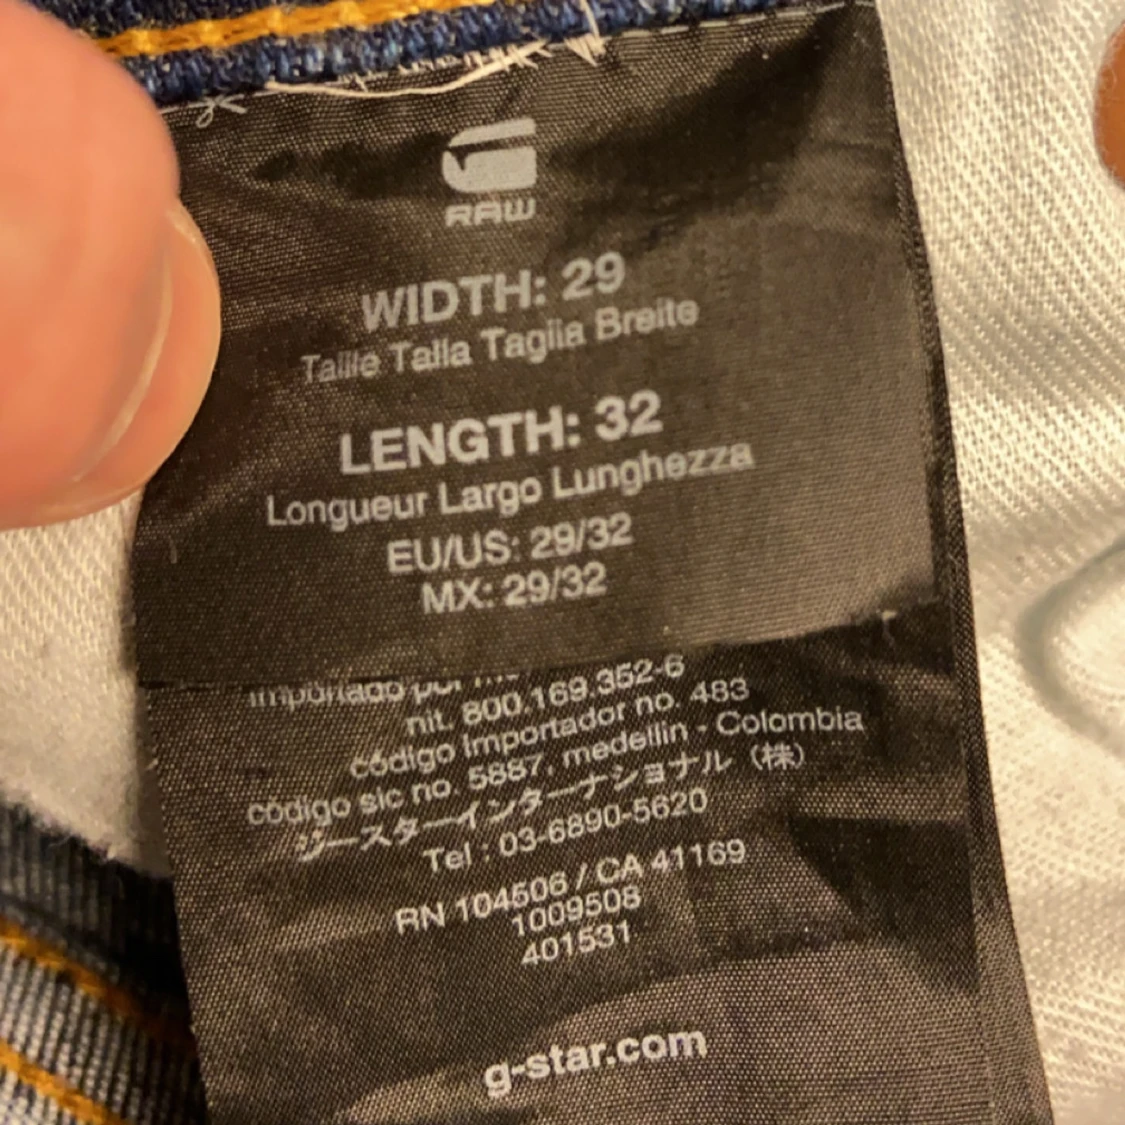 RAW
WIDTH: 29
Taille Talla Taglia Breite
LENGTH: 32
Longueur Largo Lunghezza
EU/US: 29/32
MX: 29/32
importado por
nit. 800.169.352-6
código importador no. 483
código sic no. 5887, medellin - Colombia
ジースターインターナショナル（株）
Tel : 03-6890-5620
RN 104506 / CA 41169
1009508
401531
g-star.com